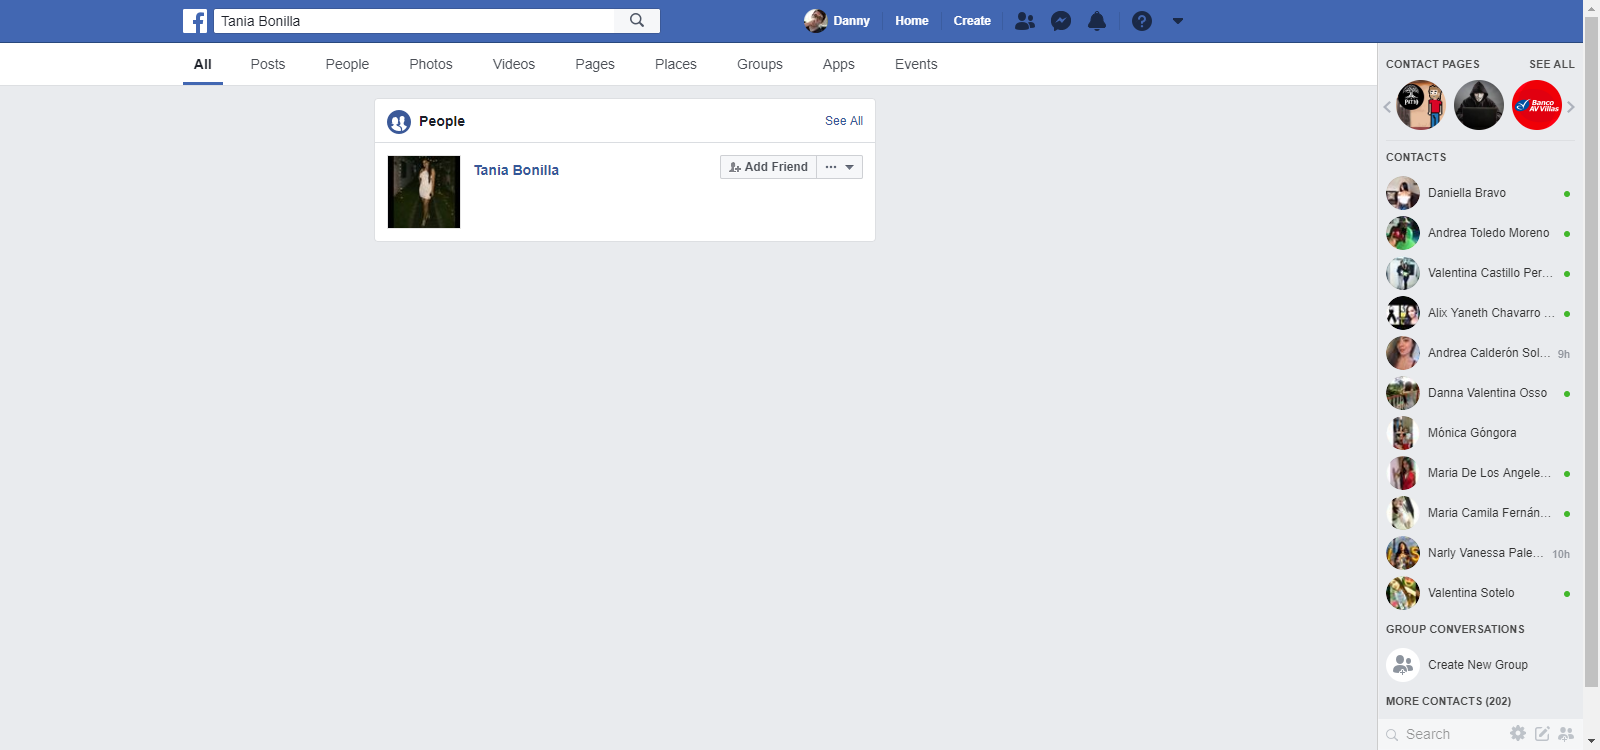 Tania Bonilla
Danny
Home
Create
All
Posts
People
Photos
Videos
Pages
Places
Groups
Apps
Events
People
See All
Tania Bonilla
Add Friend
CONTACT PAGES
SEE ALL
Banco
AV Villas
CONTACTS
Daniella Bravo
Andrea Toledo Moreno
Valentina Castillo Per...
Alix Yaneth Chavarro ...
Andrea Calderón Sol... 9h
Danna Valentina Osso
Mónica Góngora
Maria De Los Angele...
Maria Camila Fernán...
Narly Vanessa Pale... 10h
Valentina Sotelo
GROUP CONVERSATIONS
Create New Group
MORE CONTACTS (202)
Search